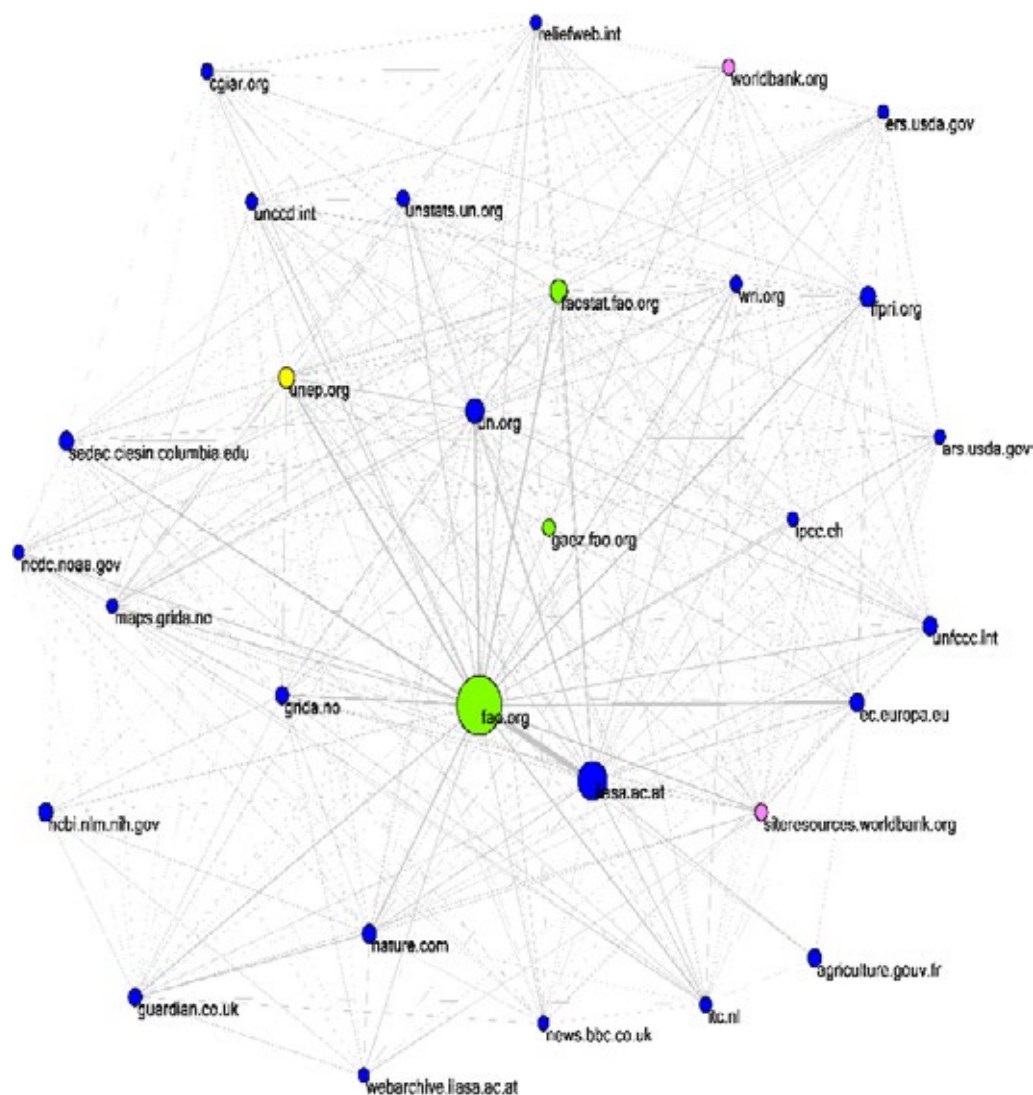 reliefweb.int
cgiar.org
worldbank.org
ers.usda.gov
unccd.int
unstats.un.org
faostat.fao.org
wri.org
ifpri.org
unep.org
un.org
sedac.ciesin.columbia.edu
ars.usda.gov
gaez.fao.org
ipcc.ch
ncdc.noaa.gov
maps.grida.no
unfccc.int
grida.no
fao.org
ec.europa.eu
iiasa.ac.at
ncbi.nlm.nih.gov
siteresources.worldbank.org
nature.com
agriculture.gouv.fr
guardian.co.uk
itc.nl
news.bbc.co.uk
webarchive.iiasa.ac.at